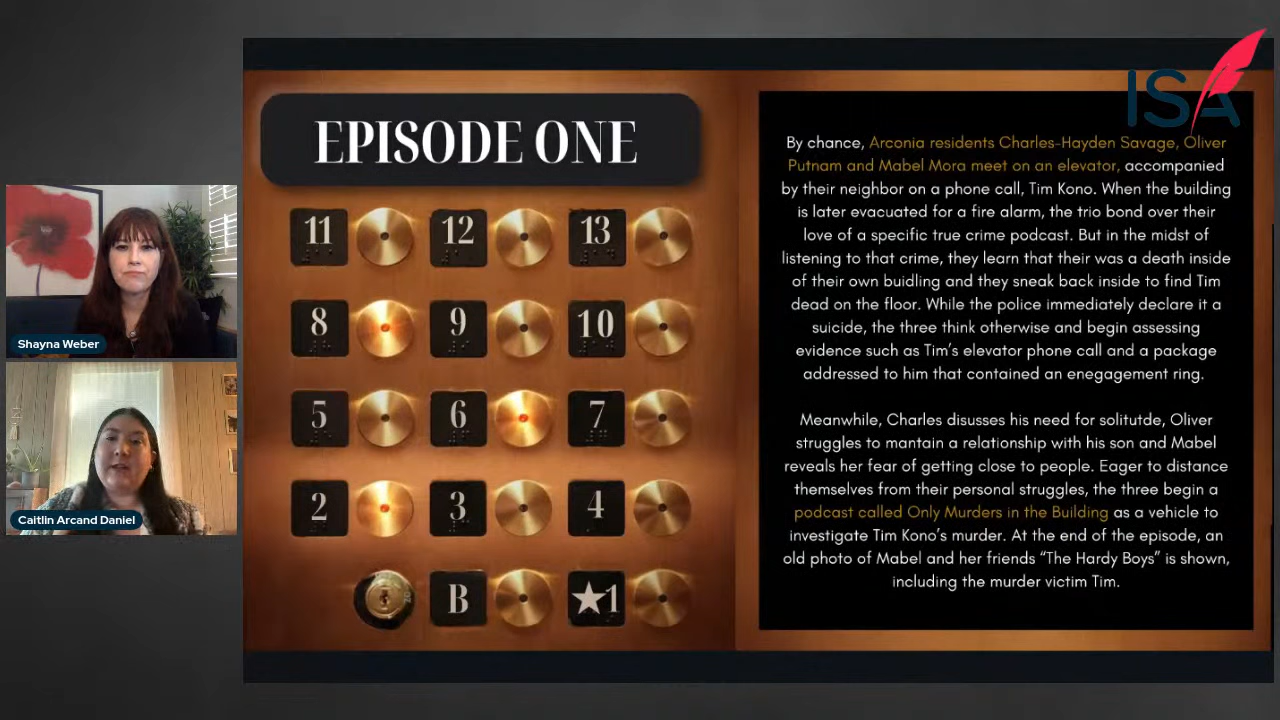 ISA
EPISODE ONE
11 12 13
8 9 10
5 6 7
2 3 4
B ★1
By chance, Arconia residents Charles-Hayden Savage, Oliver
Putnam and Mabel Mora meet on an elevator, accompanied
by their neighbor on a phone call, Tim Kono. When the building
is later evacuated for a fire alarm, the trio bond over their
love of a specific true crime podcast. But in the midst of
listening to that crime, they learn that their was a death inside
of their own buidling and they sneak back inside to find Tim
dead on the floor. While the police immediately declare it a
suicide, the three think otherwise and begin assessing
evidence such as Tim's elevator phone call and a package
addressed to him that contained an enegagement ring.
Meanwhile, Charles disusses his need for solitutde, Oliver
struggles to mantain a relationship with his son and Mabel
reveals her fear of getting close to people. Eager to distance
themselves from their personal struggles, the three begin a
podcast called Only Murders in the Building as a vehicle to
investigate Tim Kono's murder. At the end of the episode, an
old photo of Mabel and her friends “The Hardy Boys” is shown,
including the murder victim Tim.
Shayna Weber
Caitlin Arcand Daniel